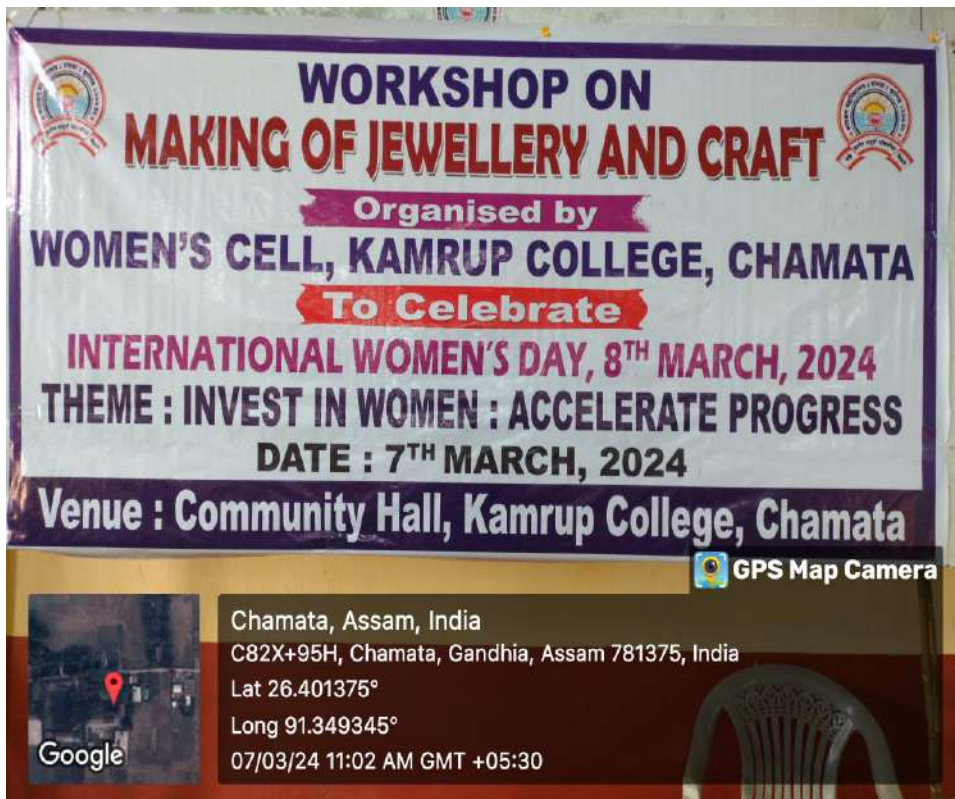 WORKSHOP ON
MAKING OF JEWELLERY AND CRAFT
Organised by
WOMEN'S CELL, KAMRUP COLLEGE, CHAMATA
To Celebrate
INTERNATIONAL WOMEN'S DAY, 8TH MARCH, 2024
THEME : INVEST IN WOMEN : ACCELERATE PROGRESS
DATE : 7TH MARCH, 2024
Venue : Community Hall, Kamrup College, Chamata
GPS Map Camera
Chamata, Assam, India
C82X+95H, Chamata, Gandhia, Assam 781375, India
Lat 26.401375°
Long 91.349345°
07/03/24 11:02 AM GMT +05:30
Google